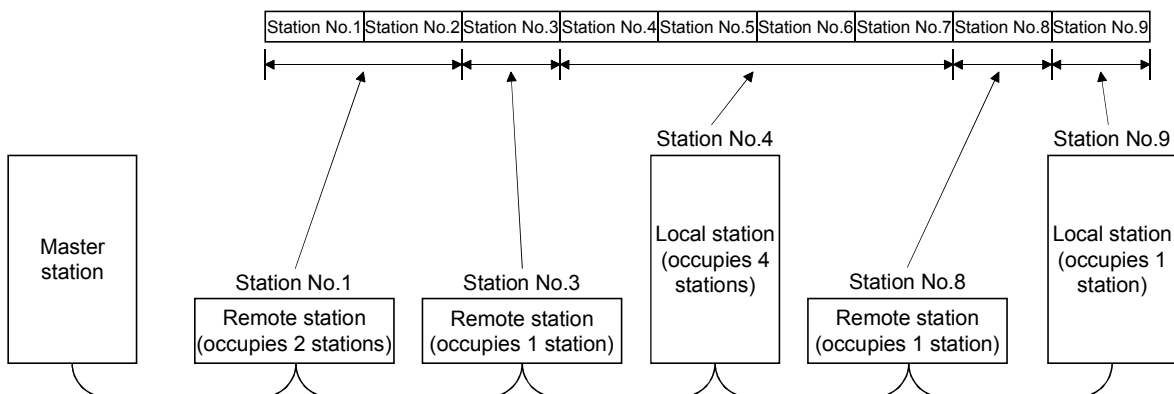 Station No.1 Station No.2 Station No.3 Station No.4 Station No.5 Station No.6 Station No.7 Station No.8 Station No.9
Station No.4
Station No.9
Master
station
Local station
(occupies 4
stations)
Local station
(occupies 1
station)
Station No.1
Station No.3
Station No.8
Remote station
(occupies 2 stations)
Remote station
(occupies 1 station)
Remote station
(occupies 1 station)